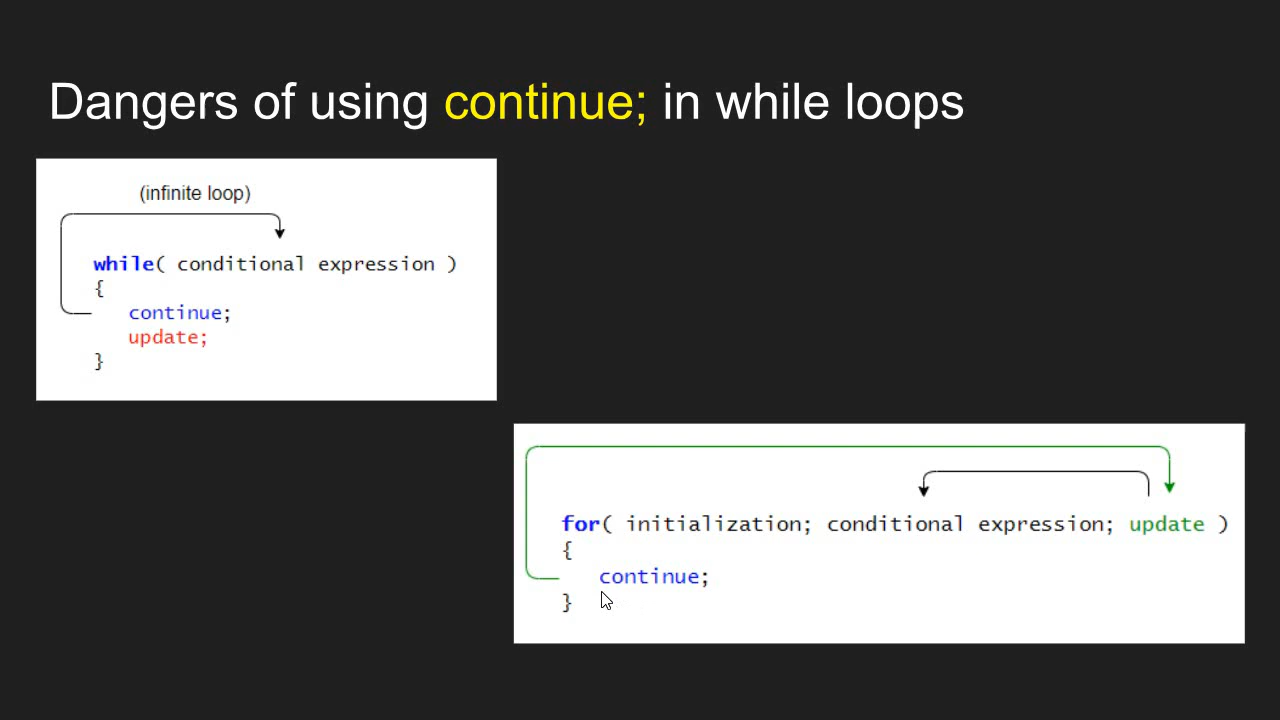 Dangers of using continue; in while loops
(infinite loop)
while( conditional expression )
{
continue;
update;
}
for( initialization; conditional expression; update )
{
continue;
}